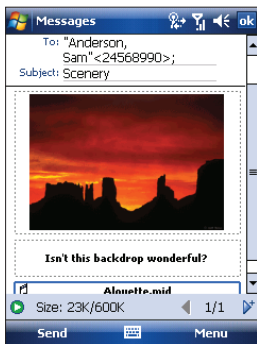 Messages
ok
To: "Anderson,
Sam"<24568990>;
Subject: Scenery
Isn't this backdrop wonderful?
Alouette.mid
Size: 23K/600K
1/1
Send
Menu